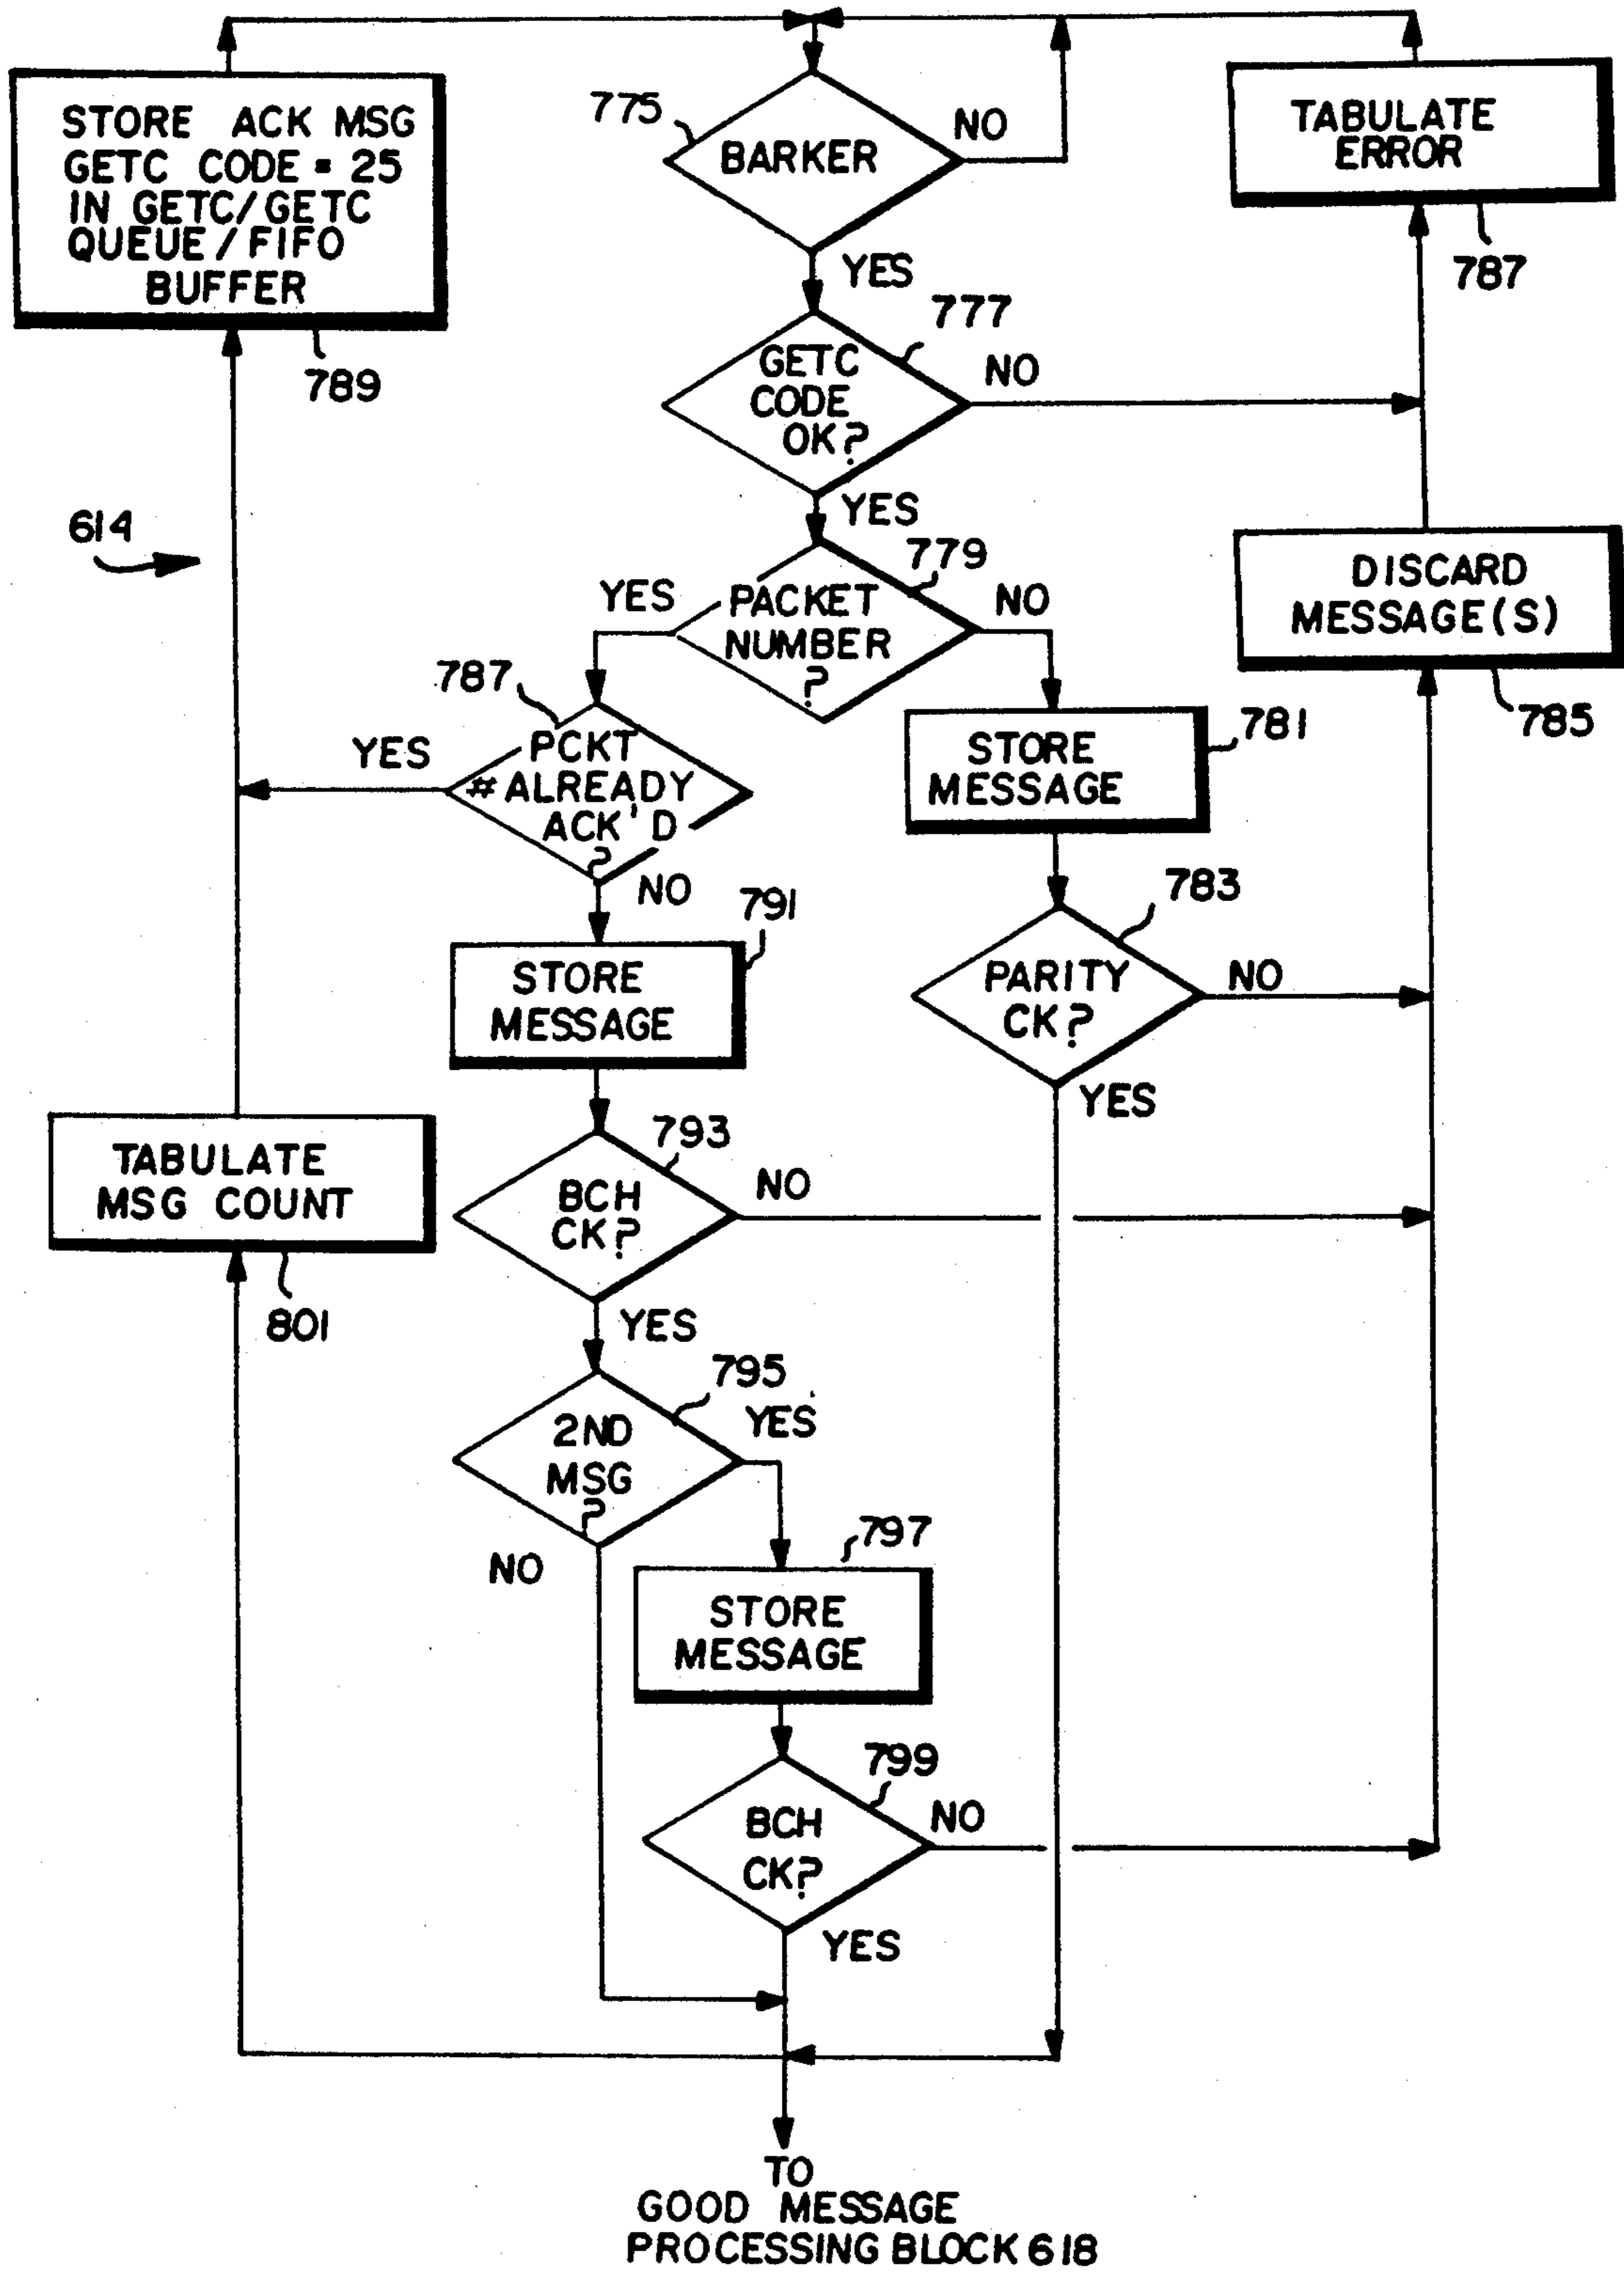 STORE ACK MSG
GETC CODE = 25
IN GETC/GETC
QUEUE/FIFO
BUFFER
789
775
BARKER
NO
YES
TABULATE
ERROR
787
777
GETC
CODE
OK?
NO
YES
614
779
PACKET
NUMBER
?
YES
NO
DISCARD
MESSAGE(S)
785
787
PCKT
# ALREADY
ACK'D
?
YES
NO
STORE
MESSAGE
781
791
STORE
MESSAGE
783
PARITY
CK?
NO
YES
TABULATE
MSG COUNT
801
793
BCH
CK?
NO
YES
795
2ND
MSG
?
YES
NO
797
STORE
MESSAGE
799
BCH
CK?
NO
YES
TO
GOOD MESSAGE
PROCESSING BLOCK 618